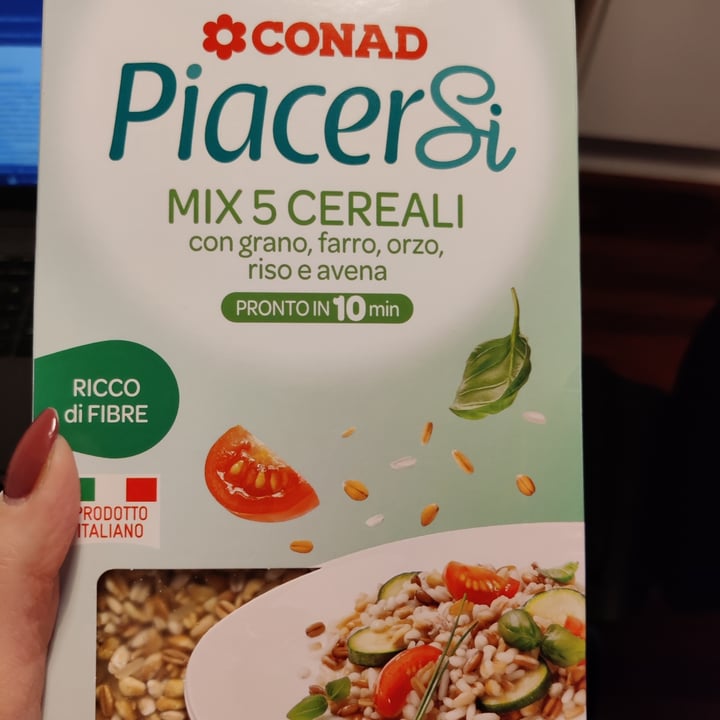 CONAD
PiacerSi
MIX 5 CEREALI
con grano, farro, orzo,
riso e avena
PRONTO IN 10 min
RICCO
di FIBRE
PRODOTTO
ITALIANO